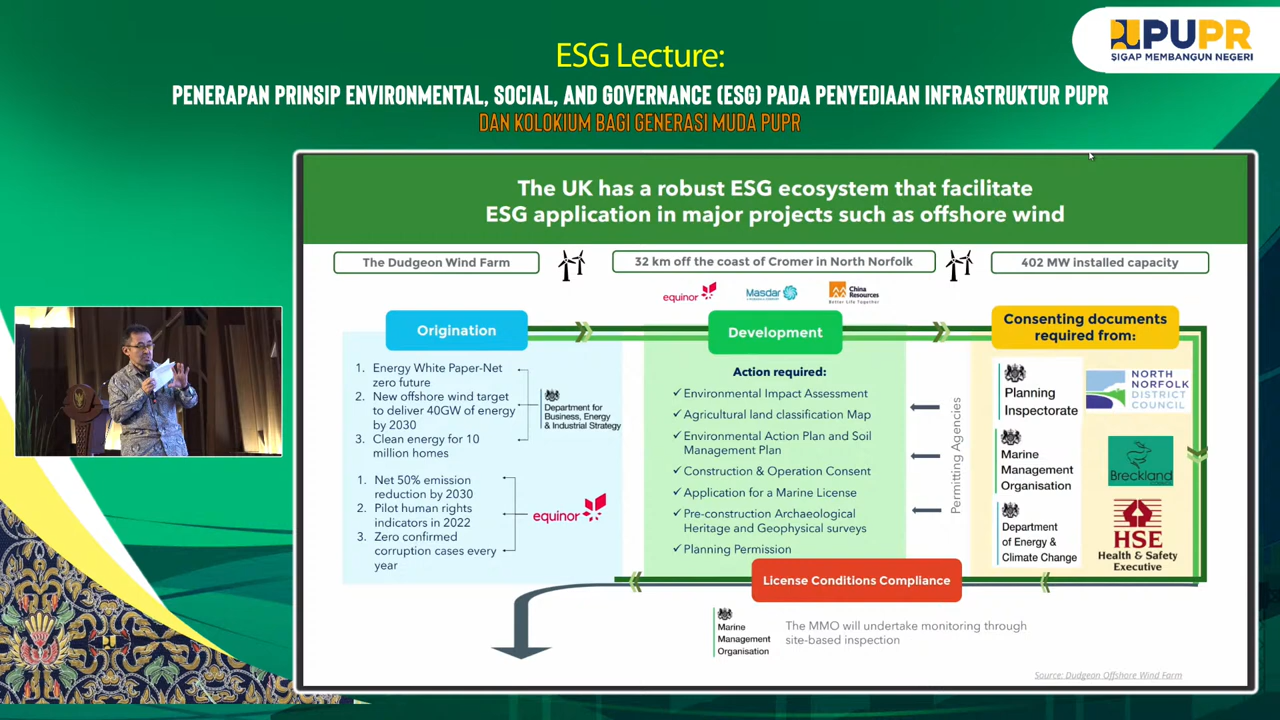 ESG Lecture:
PENERAPAN PRINSIP ENVIRONMENTAL, SOCIAL, AND GOVERNANCE (ESG) PADA PENYEDIAAN INFRASTRUKTUR PUPR
DAN KOLOKIUM BAGI GENERASI MUDA PUPR
PUPR
SIGAP MEMBANGUN NEGERI
The UK has a robust ESG ecosystem that facilitate
ESG application in major projects such as offshore wind
The Dudgeon Wind Farm
32 km off the coast of Cromer in North Norfolk
402 MW installed capacity
equinor
Masdar
China
Resources
Better Life Together
Origination
1. Energy White Paper-Net
zero future
2. New offshore wind target
to deliver 40GW of energy
by 2030
3. Clean energy for 10
million homes
Department for
Business, Energy
& Industrial Strategy
1. Net 50% emission
reduction by 2030
2. Pilot human rights
indicators in 2022
3. Zero confirmed
corruption cases every
year
equinor
Development
Action required:
✓ Environmental Impact Assessment
✓ Agricultural land classification Map
✓ Environmental Action Plan and Soil
Management Plan
✓ Construction & Operation Consent
✓ Application for a Marine License
✓ Pre-construction Archaeological
Heritage and Geophysical surveys
✓ Planning Permission
Permitting Agencies
Consenting documents
required from:
Planning
Inspectorate
NORTH
NORFOLK
DISTRICT
COUNCIL
Marine
Management
Organisation
Breckland
Department
of Energy &
Climate Change
HSE
Health & Safety
Executive
License Conditions Compliance
Marine
Management
Organisation
The MMO will undertake monitoring through
site-based inspection
Source: Dudgeon Offshore Wind Farm